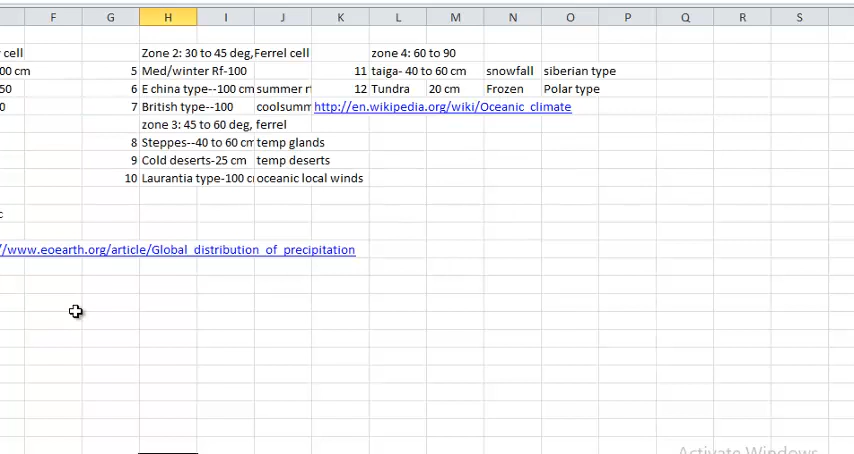 F G H I J K L M N O P Q R S
cell Zone 2: 30 to 45 deg,Ferrel cell zone 4: 60 to 90
00 cm 5 Med/winter Rf-100 11 taiga- 40 to 60 cm snowfall siberian type
50 6 E china type--100 cm summer 12 Tundra 20 cm Frozen Polar type
0 7 British type--100 coolsumm http://en.wikipedia.org/wiki/Oceanic_climate
zone 3: 45 to 60 deg, ferrel
8 Steppes--40 to 60 cm temp glands
9 Cold deserts-25 cm temp deserts
10 Laurantia type-100 c oceanic local winds
c
/www.eoearth.org/article/Global_distribution_of_precipitation
Activate Windows